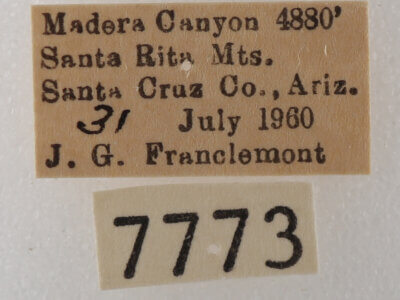 Madera Canyon 4880'
Santa Rita Mts.
Santa Cruz Co., Ariz.
31 July 1960
J. G. Franclemont
7773